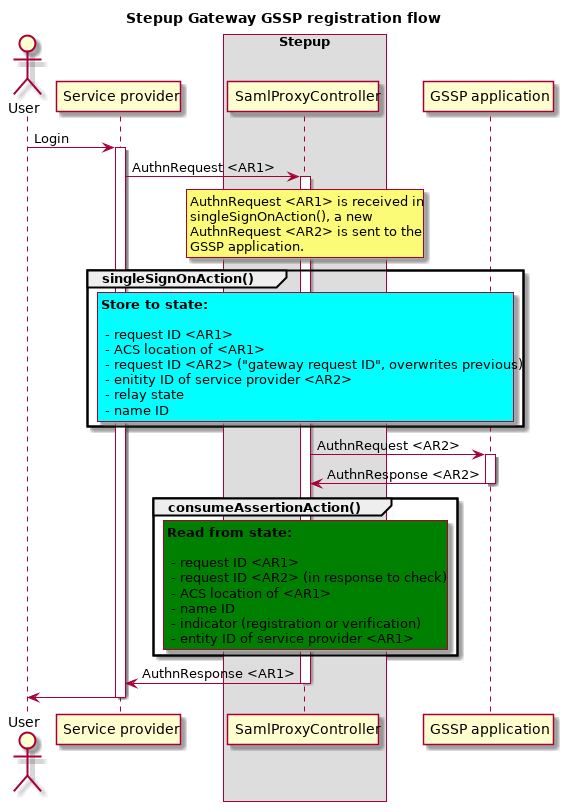 Stepup Gateway GSSP registration flow
Stepup
User
Service provider
SamlProxyController
GSSP application
Login
AuthnRequest <AR1>
AuthnRequest <AR1> is received in
singleSignOnAction(), a new
AuthnRequest <AR2> is sent to the
GSSP application.
singleSignOnAction()
Store to state:
- request ID <AR1>
- ACS location of <AR1>
- request ID <AR2> ("gateway request ID", overwrites previous)
- enitity ID of service provider <AR2>
- relay state
- name ID
AuthnRequest <AR2>
AuthnResponse <AR2>
consumeAssertionAction()
Read from state:
- request ID <AR1>
- request ID <AR2> (in response to check)
- ACS location of <AR1>
- name ID
- indicator (registration or verification)
- entity ID of service provider <AR1>
AuthnResponse <AR1>
User
Service provider
SamlProxyController
GSSP application